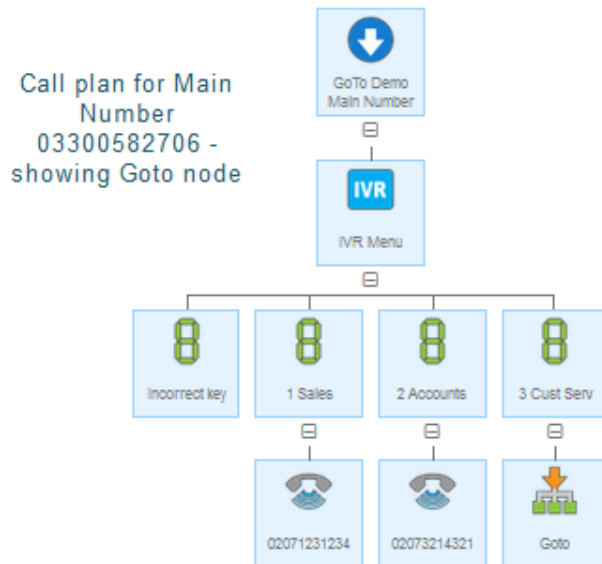 Call plan for Main
Number
03300582706 -
showing Goto node
GoTo Demo
Main Number
IVR
IVR Menu
Incorrect key
1 Sales
2 Accounts
3 Cust Serv
02071231234
02073214321
Goto